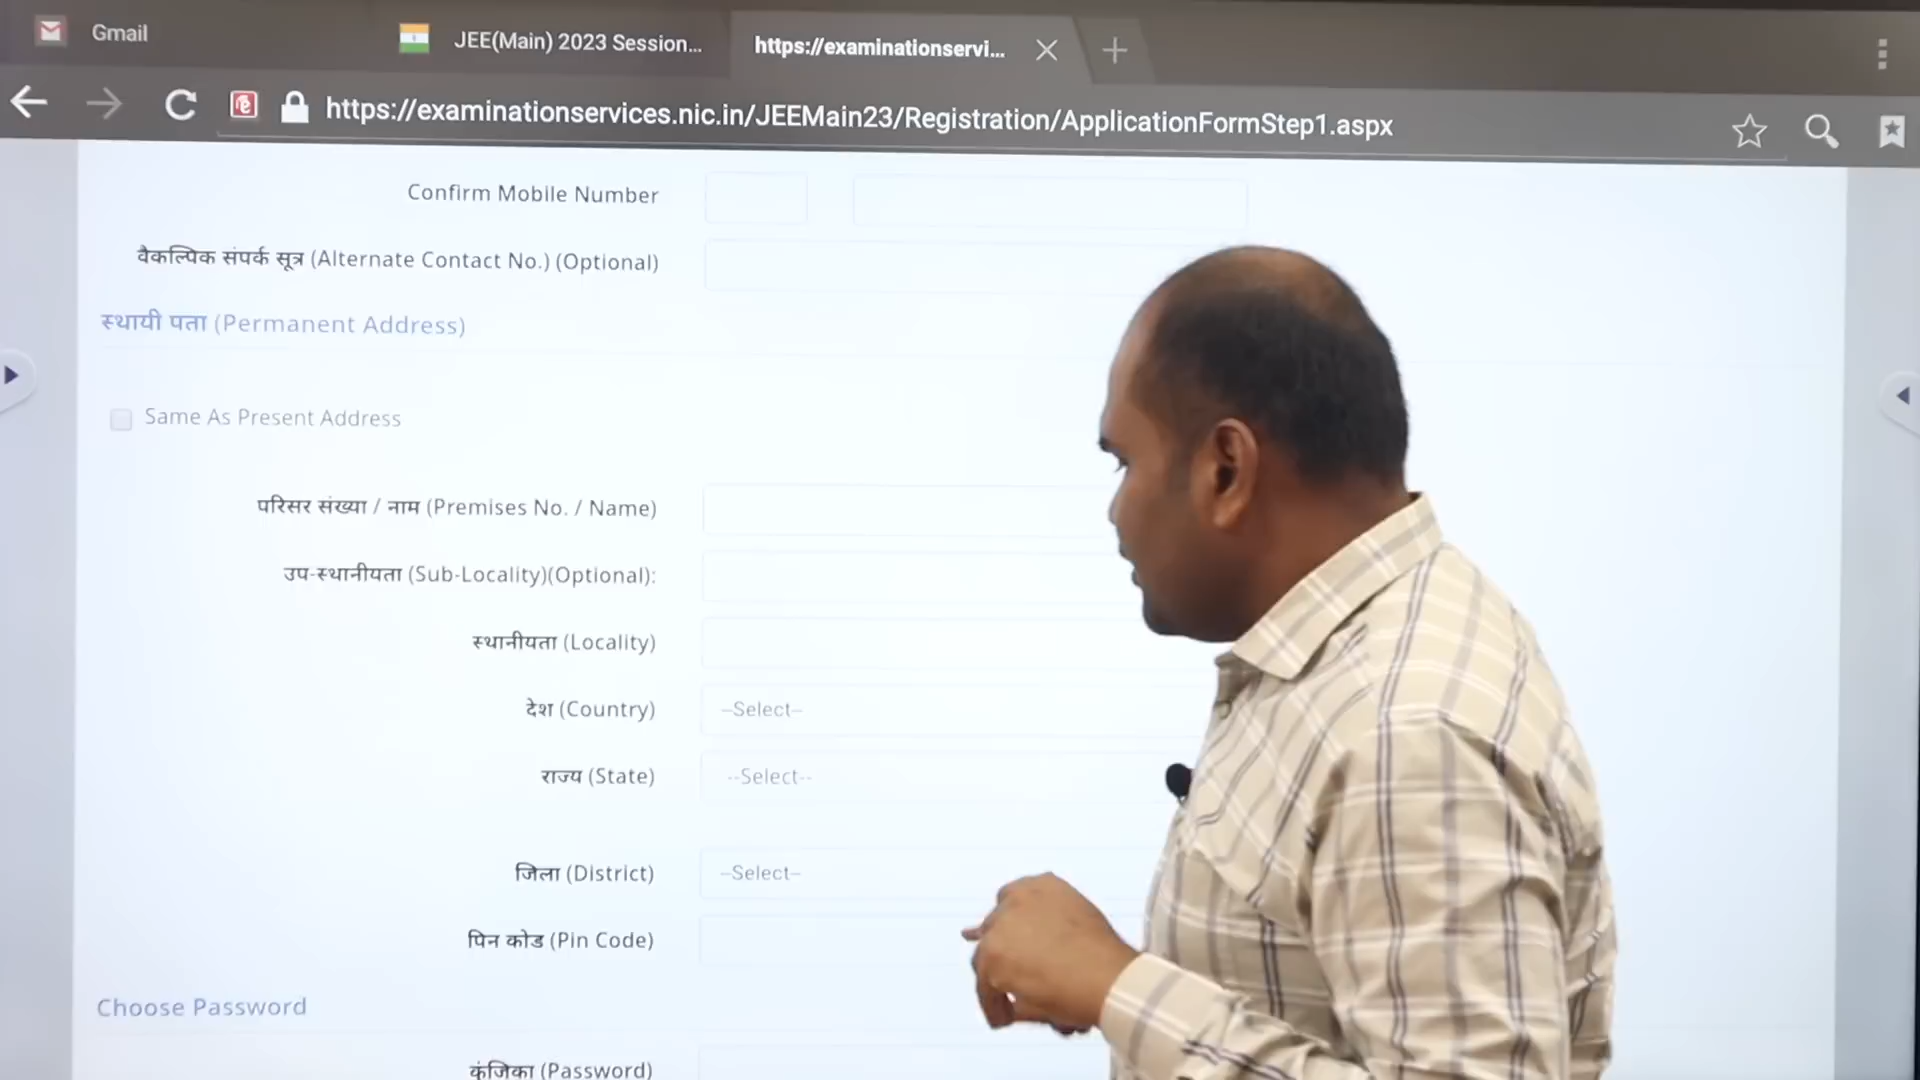 Gmail
JEE(Main) 2023 Session...
https://examinationservi...
https://examinationservices.nic.in/JEEMain23/Registration/ApplicationFormStep1.aspx
Confirm Mobile Number
वैकल्पिक संपर्क सूत्र (Alternate Contact No.) (Optional)
स्थायी पता (Permanent Address)
Same As Present Address
परिसर संख्या / नाम (Premises No. / Name)
उप-स्थानीयता (Sub-Locality)(Optional):
स्थानीयता (Locality)
देश (Country) --Select--
राज्य (State) --Select--
जिला (District) --Select--
पिन कोड (Pin Code)
Choose Password
कुंजिका (Password)